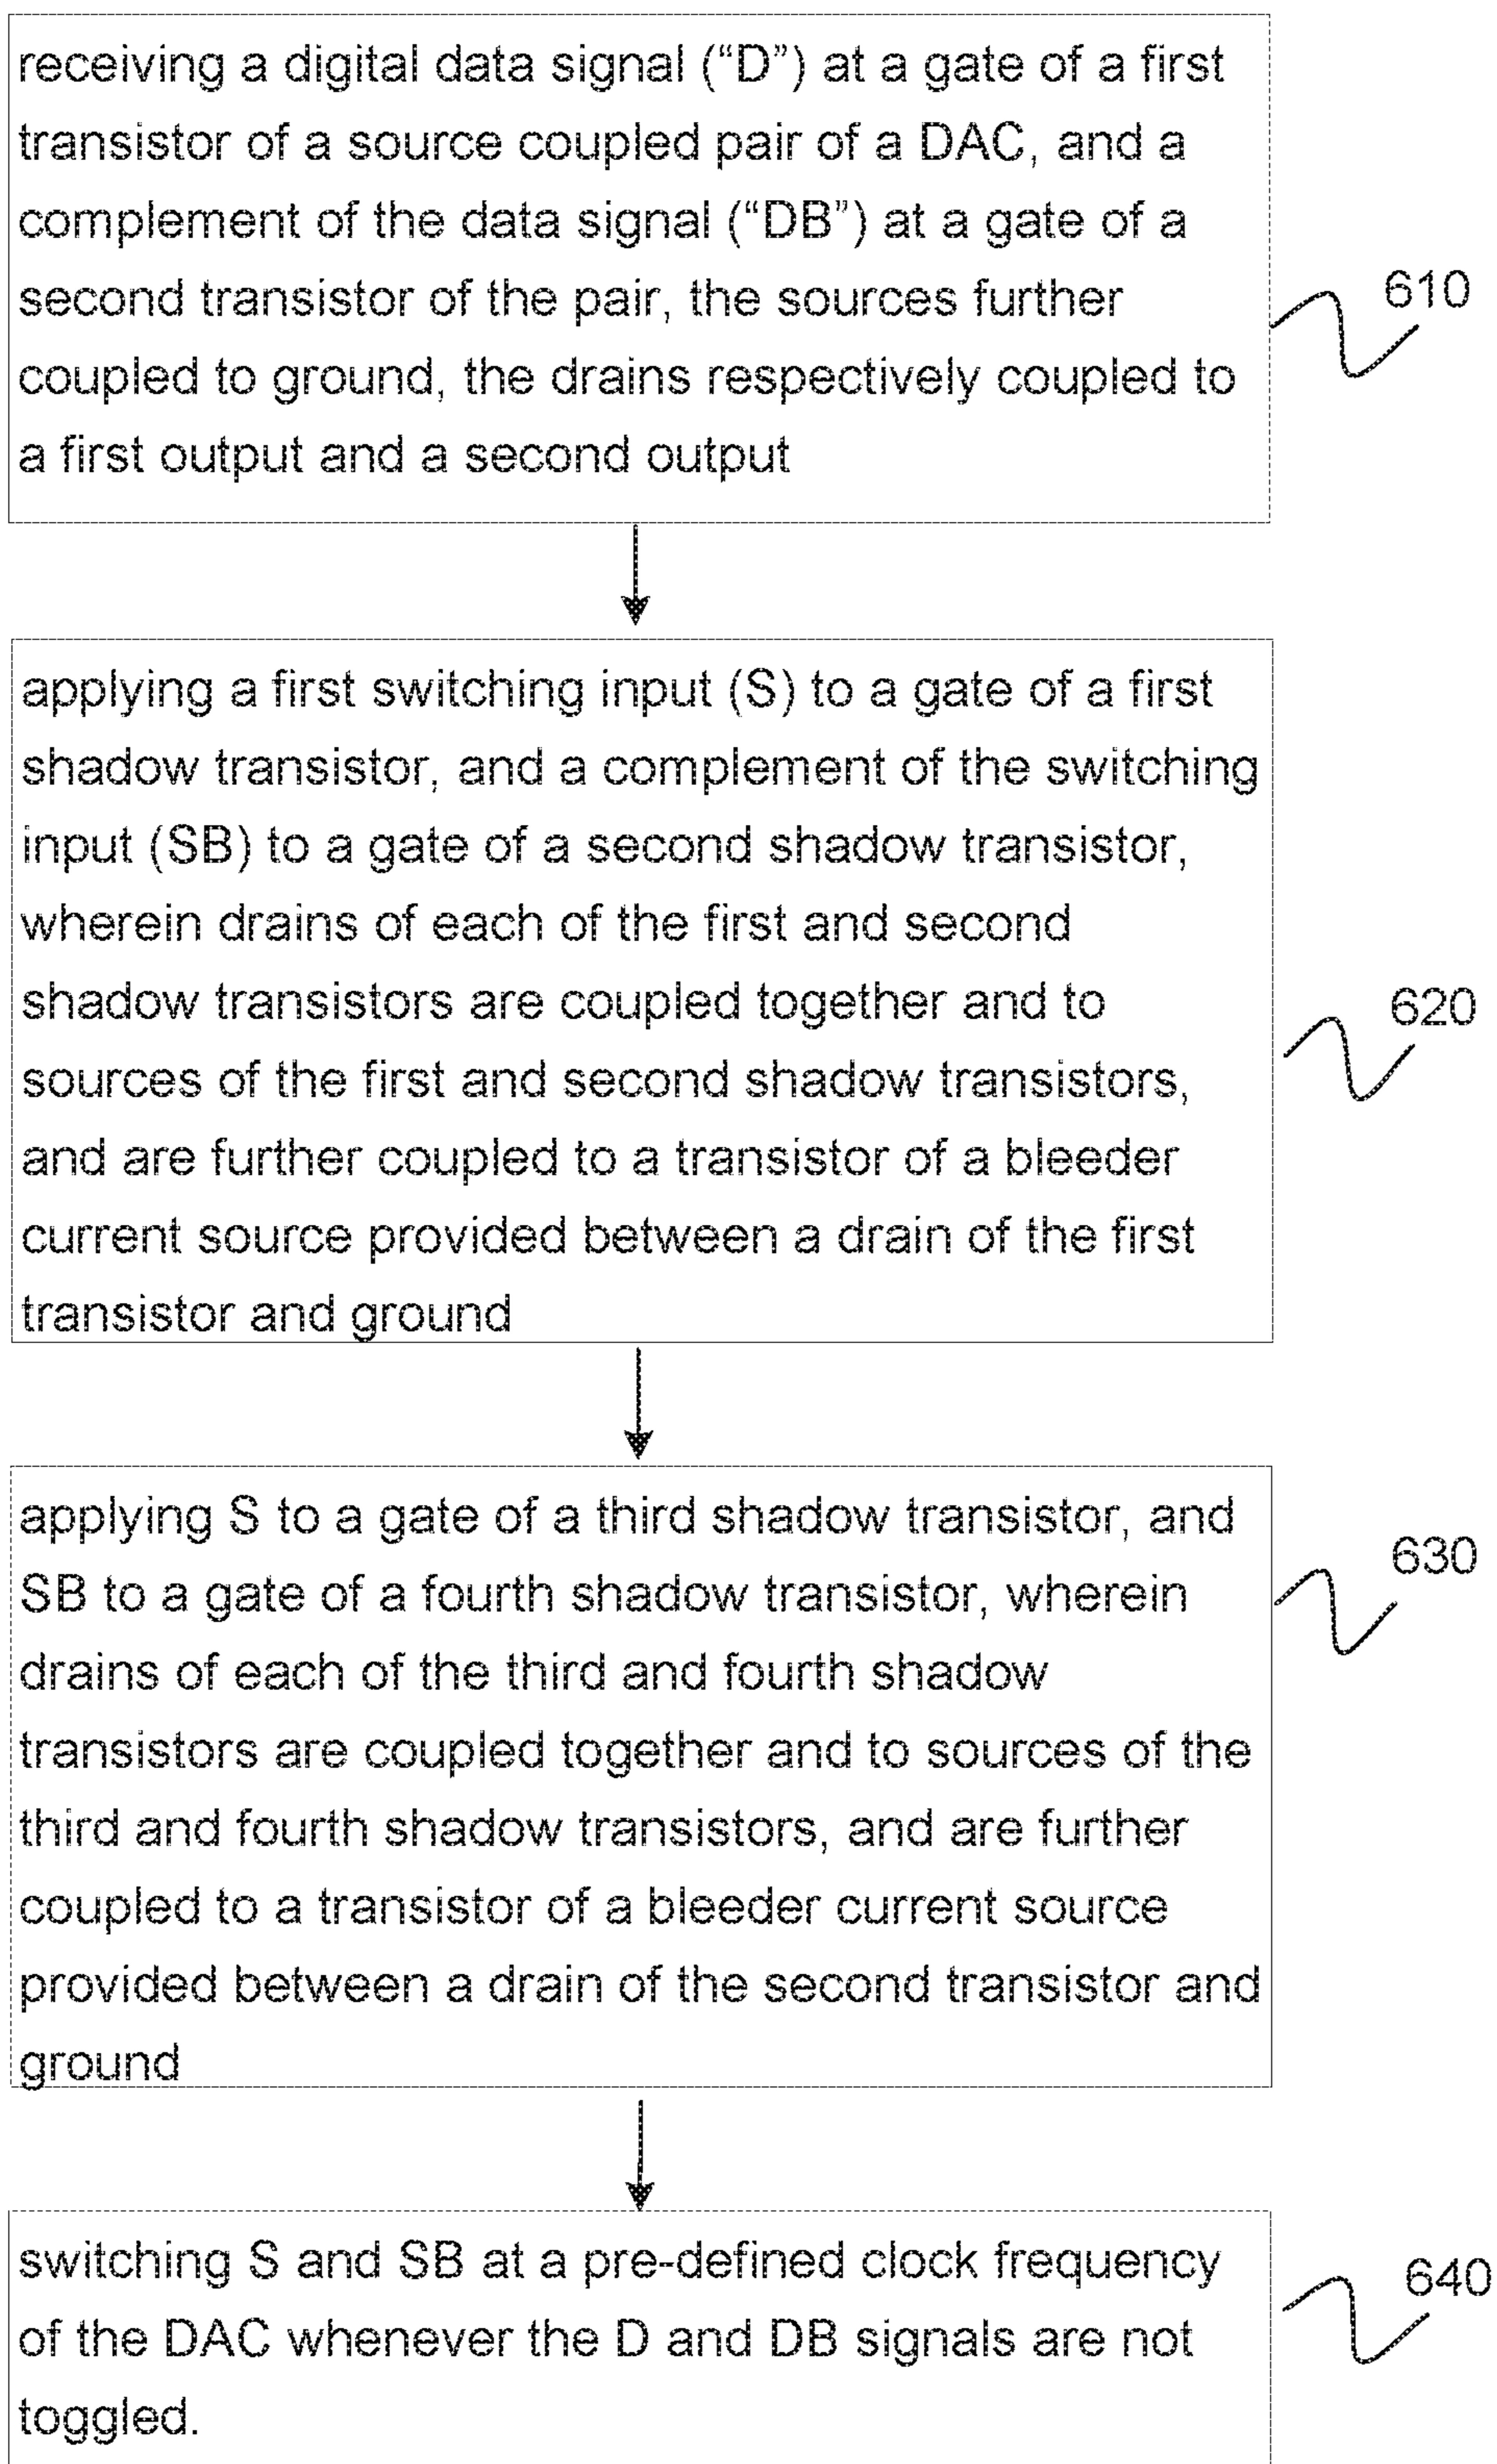 receiving a digital data signal (“D”) at a gate of a first
transistor of a source coupled pair of a DAC, and a
complement of the data signal (“DB”) at a gate of a
second transistor of the pair, the sources further
coupled to ground, the drains respectively coupled to
a first output and a second output
610
applying a first switching input (S) to a gate of a first
shadow transistor, and a complement of the switching
input (SB) to a gate of a second shadow transistor,
wherein drains of each of the first and second
shadow transistors are coupled together and to
sources of the first and second shadow transistors,
and are further coupled to a transistor of a bleeder
current source provided between a drain of the first
transistor and ground
620
applying S to a gate of a third shadow transistor, and
SB to a gate of a fourth shadow transistor, wherein
drains of each of the third and fourth shadow
transistors are coupled together and to sources of the
third and fourth shadow transistors, and are further
coupled to a transistor of a bleeder current source
provided between a drain of the second transistor and
ground
630
switching S and SB at a pre-defined clock frequency
of the DAC whenever the D and DB signals are not
toggled.
640